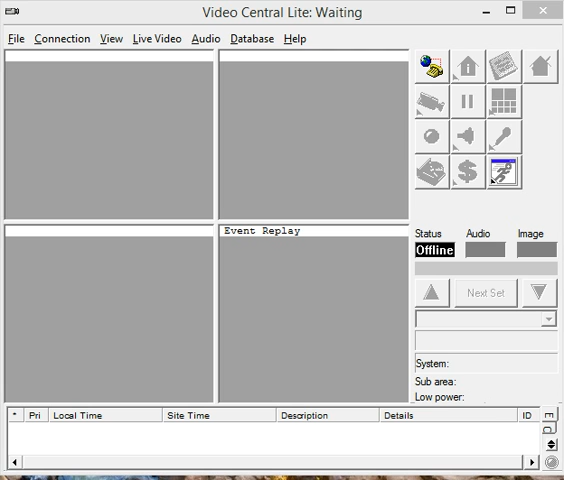 Video Central Lite: Waiting
File Connection View Live Video Audio Database Help
Event Replay
Status Audio Image
Offline
Next Set
System:
Sub area:
Low power:
* Pri Local Time Site Time Description Details ID